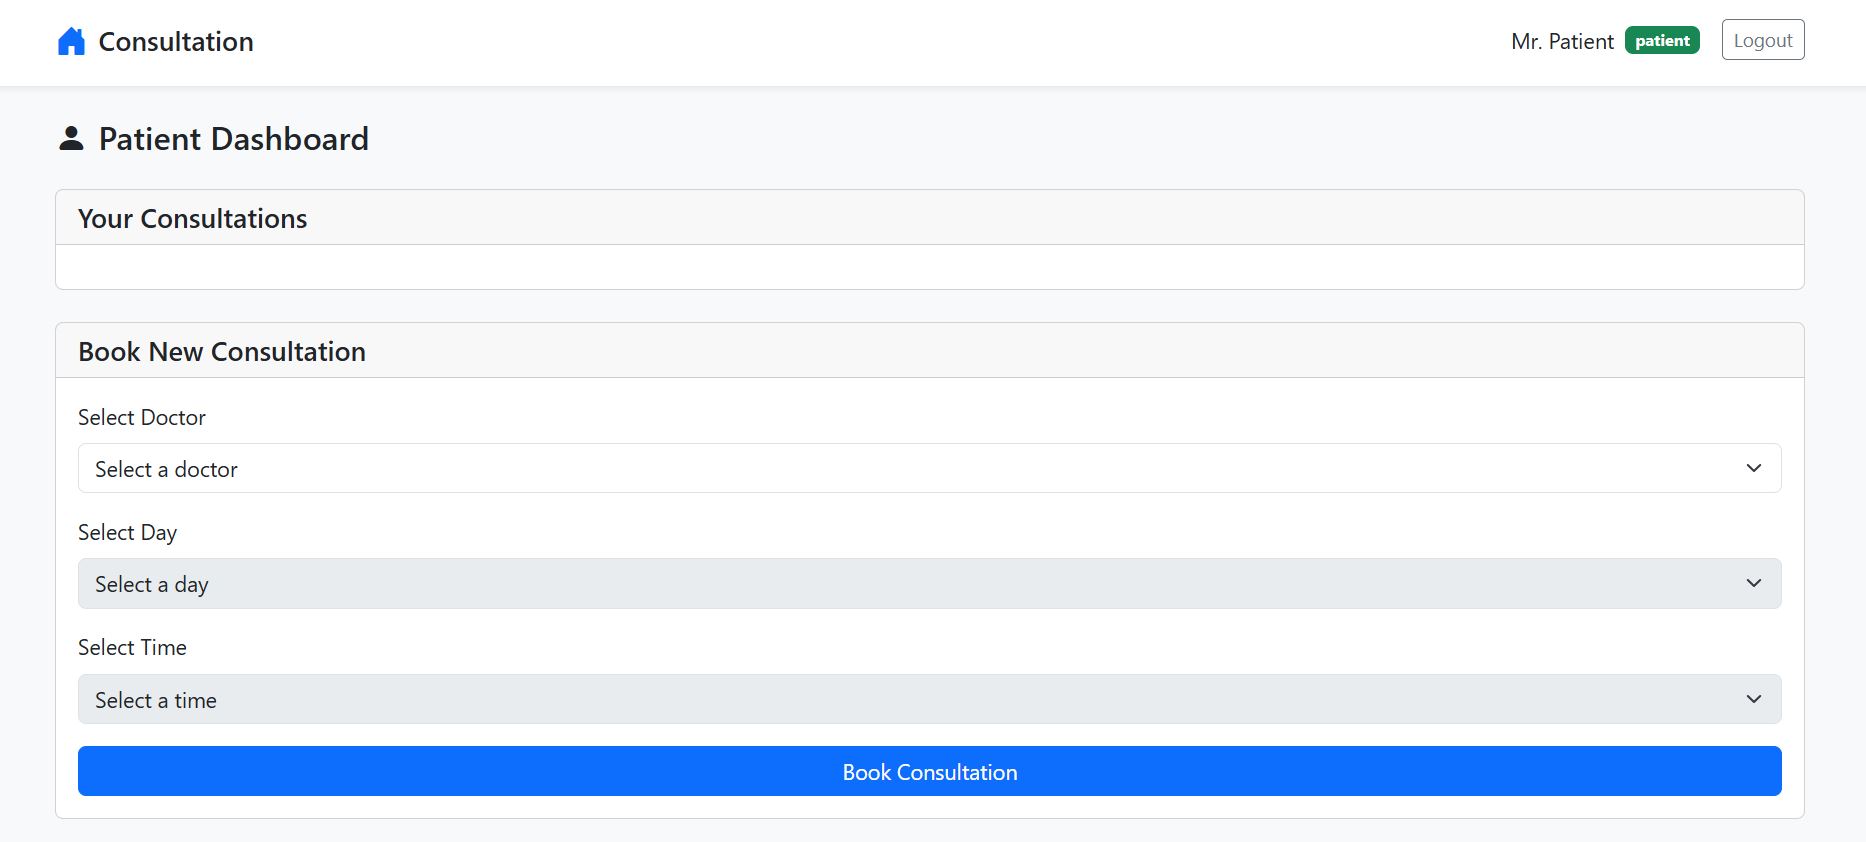 Consultation
Mr. Patient patient Logout
Patient Dashboard
Your Consultations
Book New Consultation
Select Doctor
Select a doctor
Select Day
Select a day
Select Time
Select a time
Book Consultation